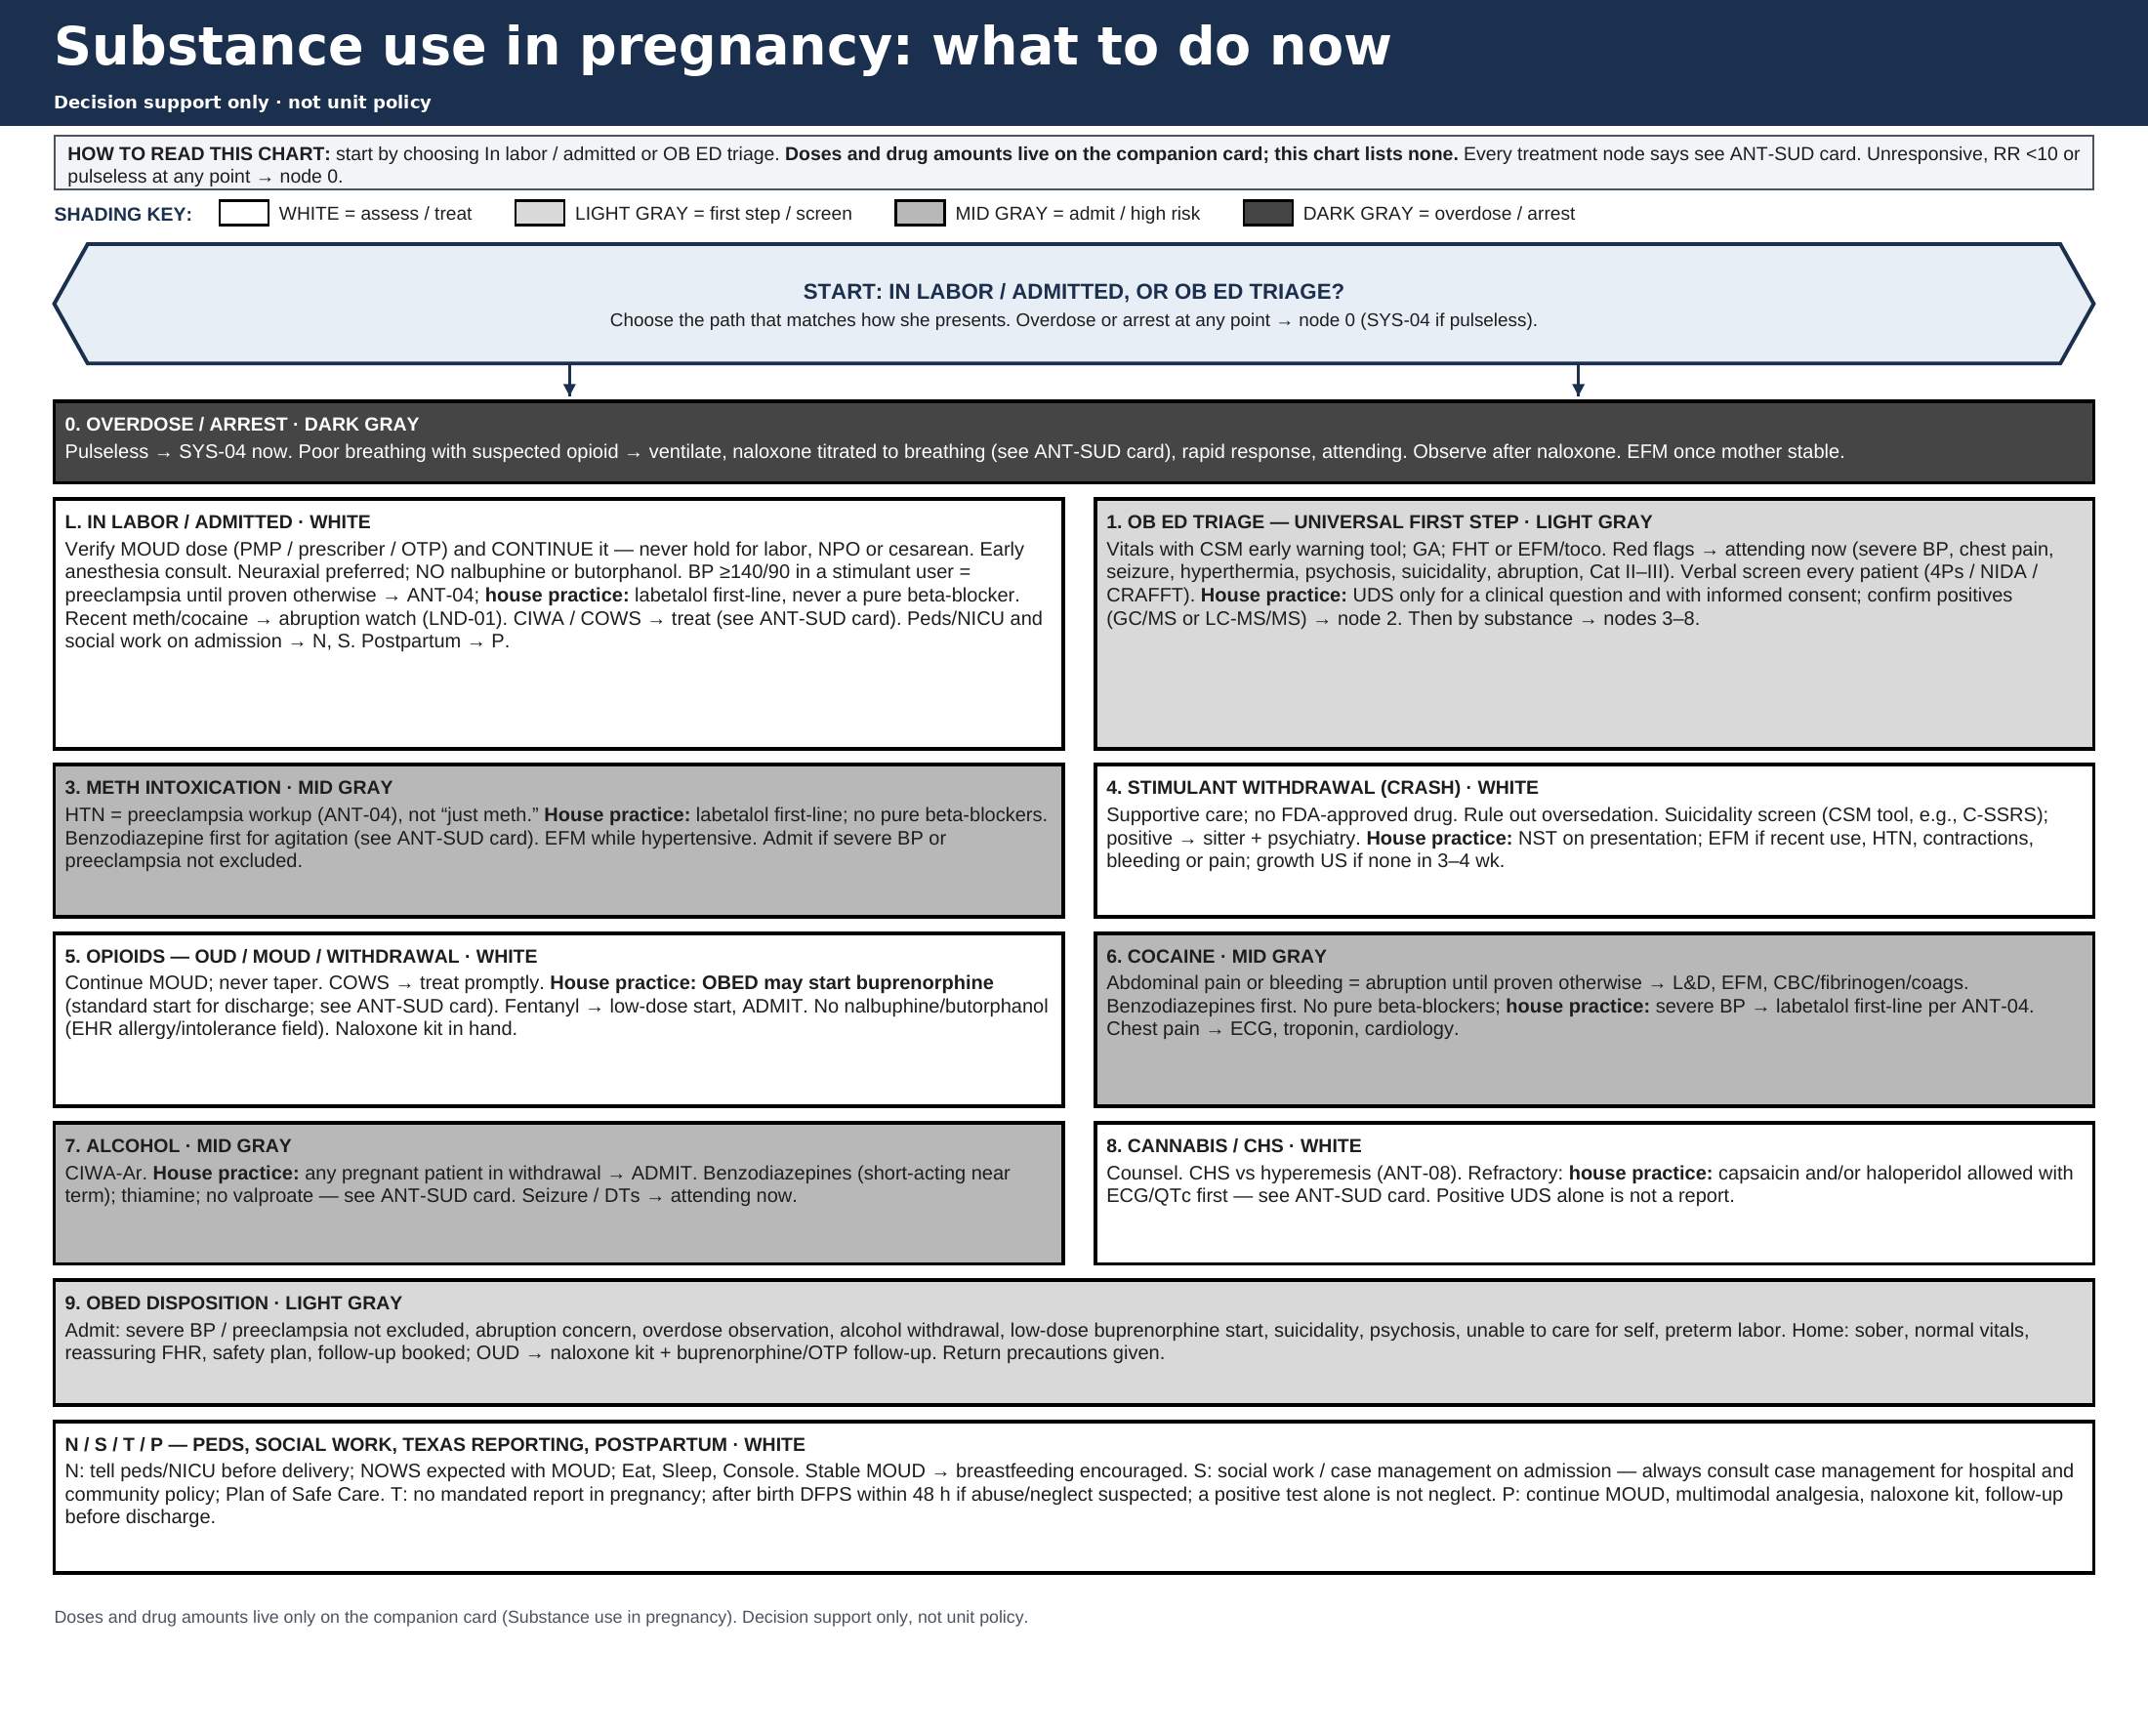 Substance use in pregnancy: what to do now
Decision support only · not unit policy
HOW TO READ THIS CHART: start by choosing In labor / admitted or OB ED triage. Doses and drug amounts live on the companion card; this chart lists none. Every treatment node says see ANT-SUD card. Unresponsive, RR <10 or
pulseless at any point → node 0.
SHADING KEY: WHITE = assess / treat LIGHT GRAY = first step / screen MID GRAY = admit / high risk DARK GRAY = overdose / arrest
START: IN LABOR / ADMITTED, OR OB ED TRIAGE?
Choose the path that matches how she presents. Overdose or arrest at any point → node 0 (SYS-04 if pulseless).
0. OVERDOSE / ARREST · DARK GRAY
Pulseless → SYS-04 now. Poor breathing with suspected opioid → ventilate, naloxone titrated to breathing (see ANT-SUD card), rapid response, attending. Observe after naloxone. EFM once mother stable.
L. IN LABOR / ADMITTED · WHITE
Verify MOUD dose (PMP / prescriber / OTP) and CONTINUE it — never hold for labor, NPO or cesarean. Early
anesthesia consult. Neuraxial preferred; NO nalbuphine or butorphanol. BP ≥140/90 in a stimulant user =
preeclampsia until proven otherwise → ANT-04; house practice: labetalol first-line, never a pure beta-blocker.
Recent meth/cocaine → abruption watch (LND-01). CIWA / COWS → treat (see ANT-SUD card). Peds/NICU and
social work on admission → N, S. Postpartum → P.
1. OB ED TRIAGE — UNIVERSAL FIRST STEP · LIGHT GRAY
Vitals with CSM early warning tool; GA; FHT or EFM/toco. Red flags → attending now (severe BP, chest pain,
seizure, hyperthermia, psychosis, suicidality, abruption, Cat II–III). Verbal screen every patient (4Ps / NIDA /
CRAFFT). House practice: UDS only for a clinical question and with informed consent; confirm positives
(GC/MS or LC-MS/MS) → node 2. Then by substance → nodes 3–8.
3. METH INTOXICATION · MID GRAY
HTN = preeclampsia workup (ANT-04), not “just meth.” House practice: labetalol first-line; no pure beta-blockers.
Benzodiazepine first for agitation (see ANT-SUD card). EFM while hypertensive. Admit if severe BP or
preeclampsia not excluded.
4. STIMULANT WITHDRAWAL (CRASH) · WHITE
Supportive care; no FDA-approved drug. Rule out oversedation. Suicidality screen (CSM tool, e.g., C-SSRS);
positive → sitter + psychiatry. House practice: NST on presentation; EFM if recent use, HTN, contractions,
bleeding or pain; growth US if none in 3–4 wk.
5. OPIOIDS — OUD / MOUD / WITHDRAWAL · WHITE
Continue MOUD; never taper. COWS → treat promptly. House practice: OBED may start buprenorphine
(standard start for discharge; see ANT-SUD card). Fentanyl → low-dose start, ADMIT. No nalbuphine/butorphanol
(EHR allergy/intolerance field). Naloxone kit in hand.
6. COCAINE · MID GRAY
Abdominal pain or bleeding = abruption until proven otherwise → L&D, EFM, CBC/fibrinogen/coags.
Benzodiazepines first. No pure beta-blockers; house practice: severe BP → labetalol first-line per ANT-04.
Chest pain → ECG, troponin, cardiology.
7. ALCOHOL · MID GRAY
CIWA-Ar. House practice: any pregnant patient in withdrawal → ADMIT. Benzodiazepines (short-acting near
term); thiamine; no valproate — see ANT-SUD card. Seizure / DTs → attending now.
8. CANNABIS / CHS · WHITE
Counsel. CHS vs hyperemesis (ANT-08). Refractory: house practice: capsaicin and/or haloperidol allowed with
ECG/QTc first — see ANT-SUD card. Positive UDS alone is not a report.
9. OBED DISPOSITION · LIGHT GRAY
Admit: severe BP / preeclampsia not excluded, abruption concern, overdose observation, alcohol withdrawal, low-dose buprenorphine start, suicidality, psychosis, unable to care for self, preterm labor. Home: sober, normal vitals,
reassuring FHR, safety plan, follow-up booked; OUD → naloxone kit + buprenorphine/OTP follow-up. Return precautions given.
N / S / T / P — PEDS, SOCIAL WORK, TEXAS REPORTING, POSTPARTUM · WHITE
N: tell peds/NICU before delivery; NOWS expected with MOUD; Eat, Sleep, Console. Stable MOUD → breastfeeding encouraged. S: social work / case management on admission — always consult case management for hospital and
community policy; Plan of Safe Care. T: no mandated report in pregnancy; after birth DFPS within 48 h if abuse/neglect suspected; a positive test alone is not neglect. P: continue MOUD, multimodal analgesia, naloxone kit, follow-up
before discharge.
Doses and drug amounts live only on the companion card (Substance use in pregnancy). Decision support only, not unit policy.